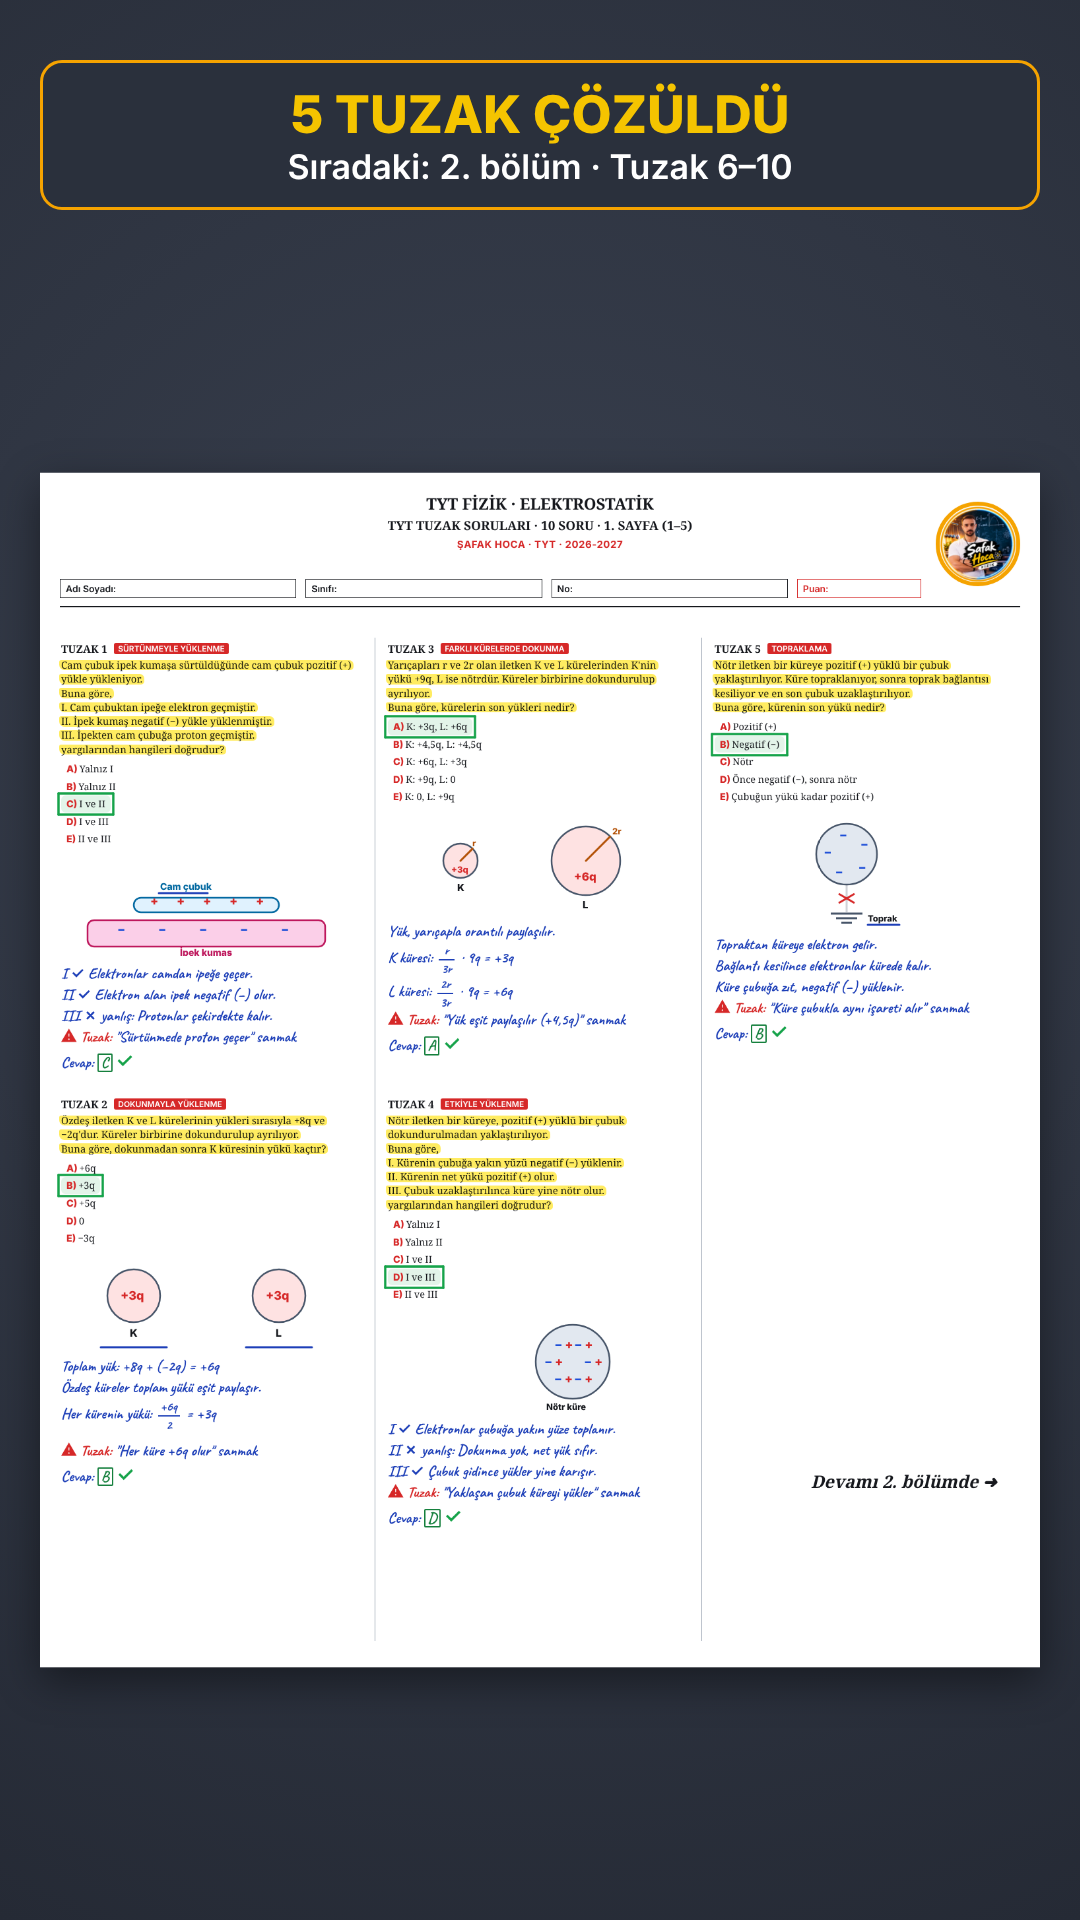 5 TUZAK ÇÖZÜLDÜ
Sıradaki: 2. bölüm · Tuzak 6–10
TYT FİZİK · ELEKTROSTATİK
TYT TUZAK SORULARI · 10 SORU · 1. SAYFA (1–5)
ŞAFAK HOCA · TYT · 2026-2027
Şafak
Hoca
Adı Soyadı:
Sınıfı:
No:
Puan:
TUZAK 1 SÜRTÜNMEYLE YÜKLENME
Cam çubuk ipek kumaşa sürtüldüğünde cam çubuk pozitif (+)
yükle yükleniyor.
Buna göre,
I. Cam çubuktan ipeğe elektron geçmiştir.
II. İpek kumaş negatif (−) yükle yüklenmiştir.
III. İpekten cam çubuğa proton geçmiştir.
yargılarından hangileri doğrudur?
A) Yalnız I
B) Yalnız II
C) I ve II
D) I ve III
E) II ve III
Cam çubuk
+ + + + +
− − − − −
İpek kumaş
I ✓ Elektronlar camdan ipeğe geçer.
II ✓ Elektron alan ipek negatif (−) olur.
III ✕ yanlış: Protonlar çekirdekte kalır.
Tuzak: "Sürtünmede proton geçer" sanmak
Cevap: C ✓
TUZAK 2 DOKUNMAYLA YÜKLENME
Özdeş iletken K ve L kürelerinin yükleri sırasıyla +8q ve
−2q'dur. Küreler birbirine dokundurulup ayrılıyor.
Buna göre, dokunmadan sonra K küresinin yükü kaçtır?
A) +6q
B) +3q
C) +5q
D) 0
E) −3q
+3q +3q
K L
Toplam yük: +8q + (−2q) = +6q
Özdeş küreler toplam yükü eşit paylaşır.
Her kürenin yükü: +6q/2 = +3q
Tuzak: "Her küre +6q olur" sanmak
Cevap: B ✓
TUZAK 3 FARKLI KÜRELERDE DOKUNMA
Yarıçapları r ve 2r olan iletken K ve L kürelerinden K'nin
yükü +9q, L ise nötrdür. Küreler birbirine dokundurulup
ayrılıyor.
Buna göre, kürelerin son yükleri nedir?
A) K: +3q, L: +6q
B) K: +4,5q, L: +4,5q
C) K: +6q, L: +3q
D) K: +9q, L: 0
E) K: 0, L: +9q
r 2r
+3q +6q
K L
Yük, yarıçapla orantılı paylaşılır.
K küresi: r/3r · 9q = +3q
L küresi: 2r/3r · 9q = +6q
Tuzak: "Yük eşit paylaşılır (+4,5q)" sanmak
Cevap: A ✓
TUZAK 4 ETKİYLE YÜKLENME
Nötr iletken bir küreye, pozitif (+) yüklü bir çubuk
dokundurulmadan yaklaştırılıyor.
Buna göre,
I. Kürenin çubuğa yakın yüzü negatif (−) yüklenir.
II. Kürenin net yükü pozitif (+) olur.
III. Çubuk uzaklaştırılınca küre yine nötr olur.
yargılarından hangileri doğrudur?
A) Yalnız I
B) Yalnız II
C) I ve II
D) I ve III
E) II ve III
− + − +
− + − +
− + − +
Nötr küre
I ✓ Elektronlar çubuğa yakın yüze toplanır.
II ✕ yanlış: Dokunma yok, net yük sıfır.
III ✓ Çubuk gidince yükler yine karışır.
Tuzak: "Yaklaşan çubuk küreyi yükler" sanmak
Cevap: D ✓
TUZAK 5 TOPRAKLAMA
Nötr iletken bir küreye pozitif (+) yüklü bir çubuk
yaklaştırılıyor. Küre topraklanıyor, sonra toprak bağlantısı
kesiliyor ve en son çubuk uzaklaştırılıyor.
Buna göre, kürenin son yükü nedir?
A) Pozitif (+)
B) Negatif (−)
C) Nötr
D) Önce negatif (−), sonra nötr
E) Çubuğun yükü kadar pozitif (+)
− − − − −
Toprak
Topraktan küreye elektron gelir.
Bağlantı kesilince elektronlar kürede kalır.
Küre çubuğa zıt, negatif (−) yüklenir.
Tuzak: "Küre çubukla aynı işareti alır" sanmak
Cevap: B ✓
Devamı 2. bölümde ➜